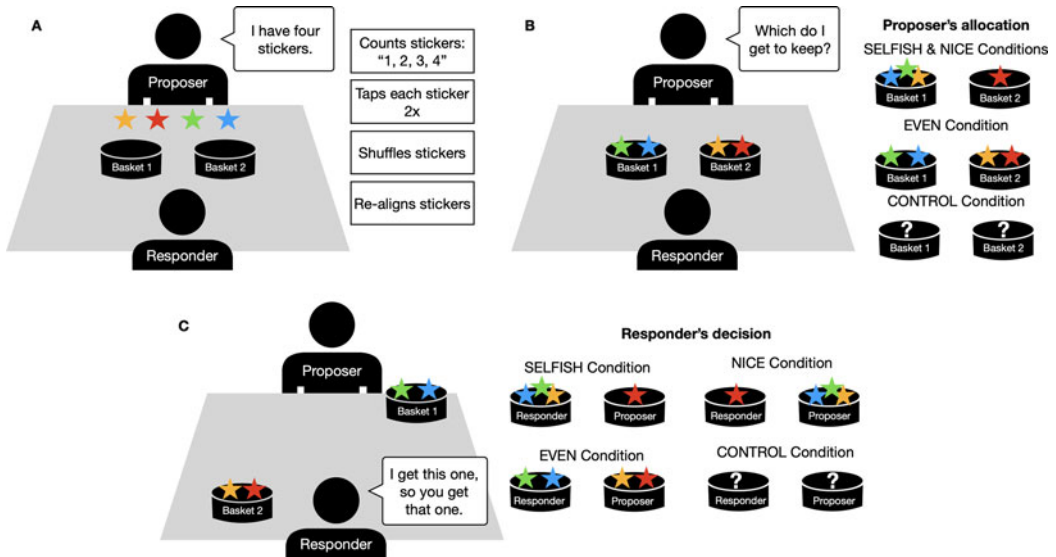 A
I have four
stickers.
Proposer
Counts stickers:
“1, 2, 3, 4”
Taps each sticker
2x
Shuffles stickers
Re-aligns stickers
Basket 1
Basket 2
Responder
B
Which do I
get to keep?
Proposer
Basket 1
Basket 2
Responder
Proposer's allocation
SELFISH & NICE Conditions
Basket 1
Basket 2
EVEN Condition
Basket 1
Basket 2
CONTROL Condition
?
?
Basket 1
Basket 2
C
Proposer
Basket 1
Basket 2
I get this one,
so you get
that one.
Responder
Responder's decision
SELFISH Condition
Responder
Proposer
NICE Condition
Responder
Proposer
EVEN Condition
Responder
Proposer
CONTROL Condition
?
?
Responder
Proposer